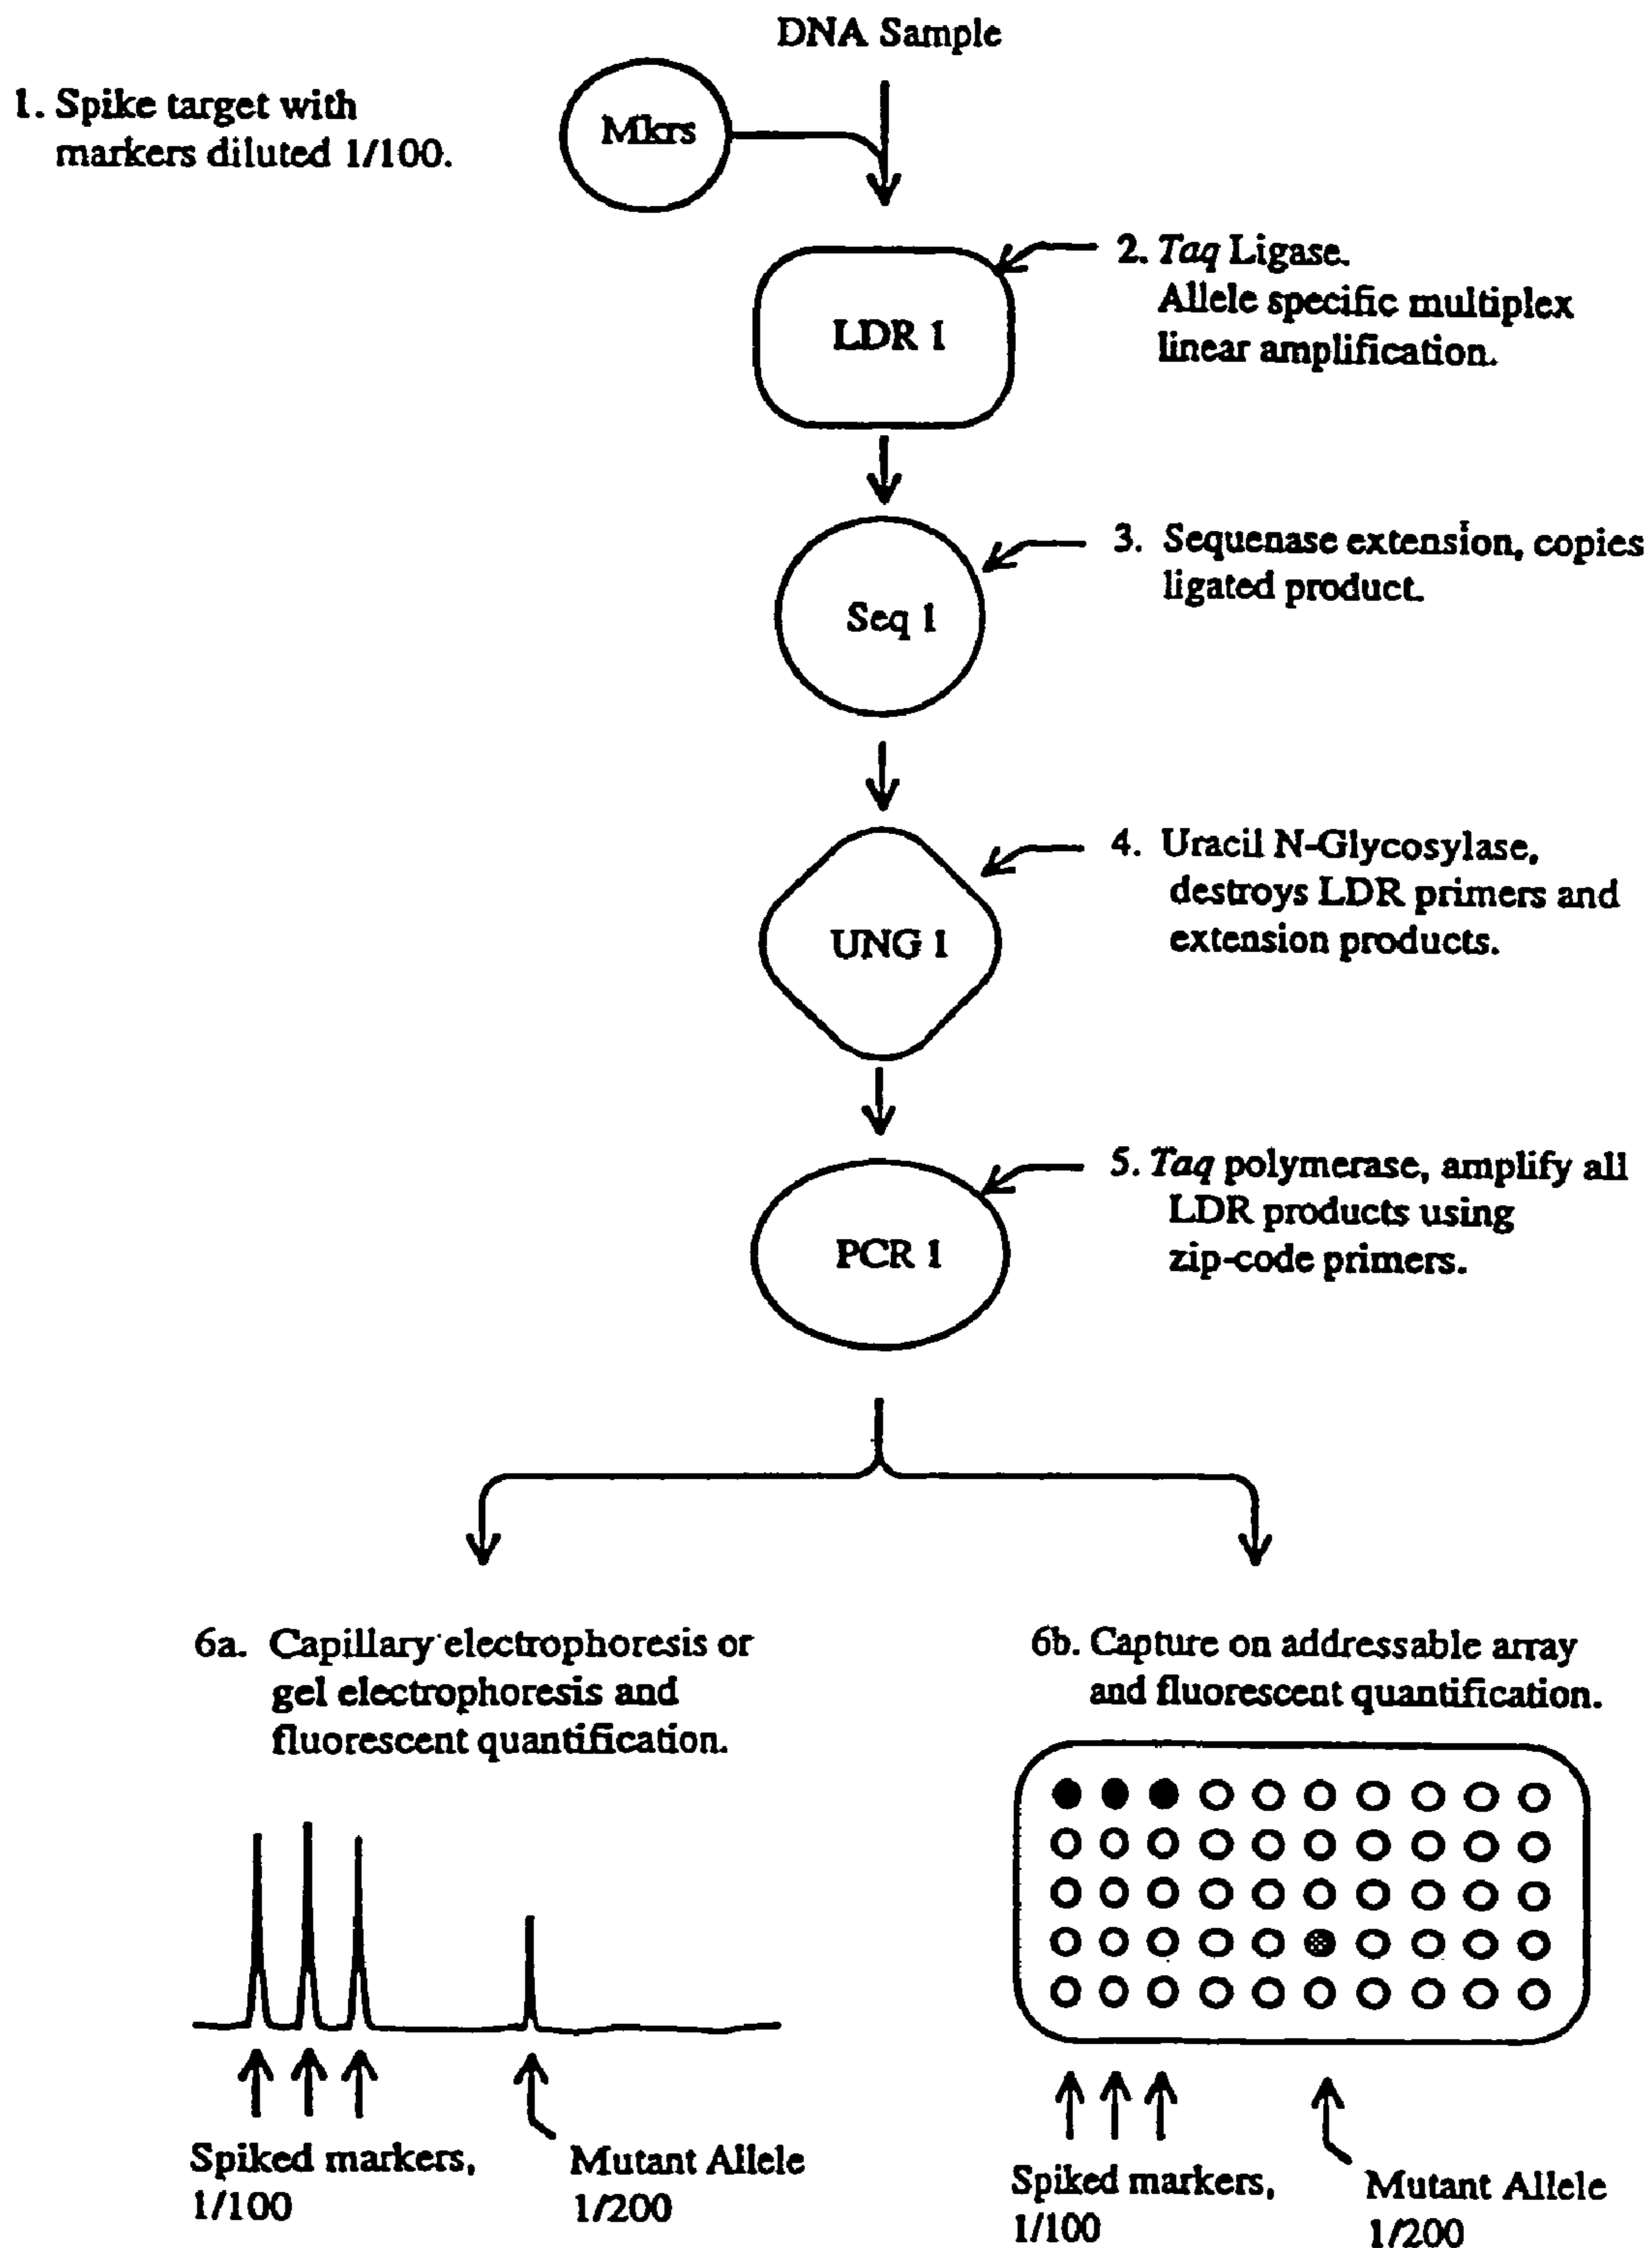 DNA Sample
1. Spike target with
markers diluted 1/100.
Mkrs
2. Taq Ligase.
Allele specific multiplex
linear amplification.
LDR 1
3. Sequenase extension, copies
ligated product.
Seq 1
4. Uracil N-Glycosylase,
destroys LDR primers and
extension products.
UNG 1
5. Taq polymerase, amplify all
LDR products using
zip-code primers.
PCR 1
6a. Capillary electrophoresis or
gel electrophoresis and
fluorescent quantification.
6b. Capture on addressable array
and fluorescent quantification.
Spiked markers,
1/100
Mutant Allele
1/200
Spiked markers,
1/100
Mutant Allele
1/200